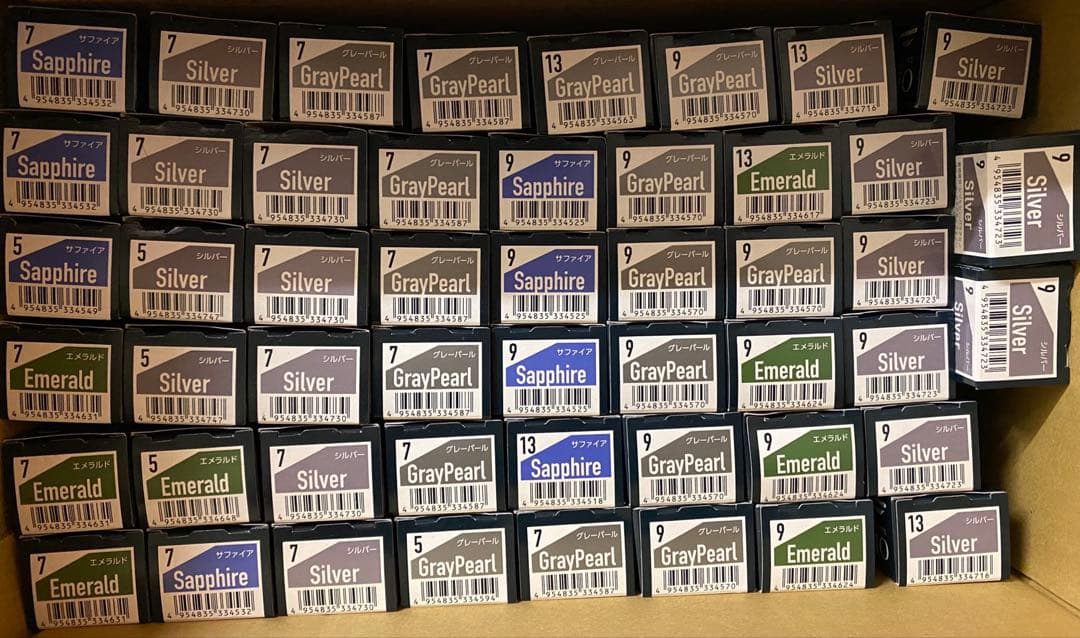 7 サファイア
Sapphire
4 954835 334532
7 シルバー
Silver
4 954835 334730
7 グレーパール
GrayPearl
4 954835 334587
7 グレーパール
GrayPearl
4 954835 334587
13 グレーパール
GrayPearl
4 954835 334563
9 グレーパール
GrayPearl
4 954835 334570
13 シルバー
Silver
4 954835 334716
9 シルバー
Silver
4 954835 334723
7 サファイア
Sapphire
4 954835 334532
7 シルバー
Silver
4 954835 334730
7 シルバー
Silver
4 954835 334730
7 グレーパール
GrayPearl
4 954835 334587
9 サファイア
Sapphire
4 954835 334525
9 グレーパール
GrayPearl
4 954835 334570
13 エメラルド
Emerald
4 954835 334617
9 シルバー
Silver
4 954835 334723
9 シルバー
Silver
4 954835 334723
9
Silver
シルバー
5 サファイア
Sapphire
4 954835 334549
5 シルバー
Silver
4 954835 334747
7 シルバー
Silver
4 954835 334730
7 グレーパール
GrayPearl
4 954835 334587
9 サファイア
Sapphire
4 954835 334525
9 グレーパール
GrayPearl
4 954835 334570
9 グレーパール
GrayPearl
4 954835 334570
9 シルバー
Silver
4 954835 334723
9 シルバー
Silver
4 954835 334723
9
Silver
シルバー
7 エメラルド
Emerald
4 954835 334631
5 シルバー
Silver
4 954835 334747
7 シルバー
Silver
4 954835 334730
7 グレーパール
GrayPearl
4 954835 334587
9 サファイア
Sapphire
4 954835 334525
9 グレーパール
GrayPearl
4 954835 334570
9 エメラルド
Emerald
4 954835 334624
9 シルバー
Silver
4 954835 334723
7 エメラルド
Emerald
4 954835 334631
5 エメラルド
Emerald
4 954835 334648
7 シルバー
Silver
4 954835 334730
7 グレーパール
GrayPearl
4 954835 334587
13 サファイア
Sapphire
4 954835 334518
9 グレーパール
GrayPearl
4 954835 334570
9 エメラルド
Emerald
4 954835 334624
9 シルバー
Silver
4 954835 334723
7 エメラルド
Emerald
4 954835 334631
7 サファイア
Sapphire
4 954835 334532
7 シルバー
Silver
4 954835 334730
5 グレーパール
GrayPearl
4 954835 334594
7 グレーパール
GrayPearl
4 954835 334587
9 グレーパール
GrayPearl
4 954835 334570
9 エメラルド
Emerald
4 954835 334624
13 シルバー
Silver
4 954835 334716